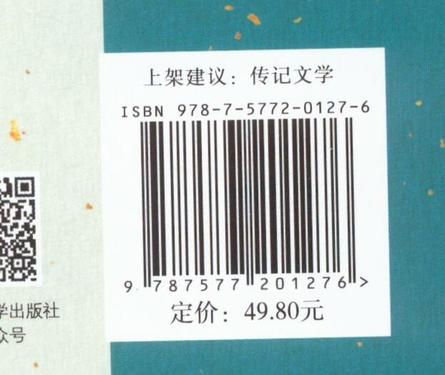 上架建议：传记文学
ISBN 978-7-5772-0127-6
9 787577 201276 >
定价：49.80元
学出版社
众号